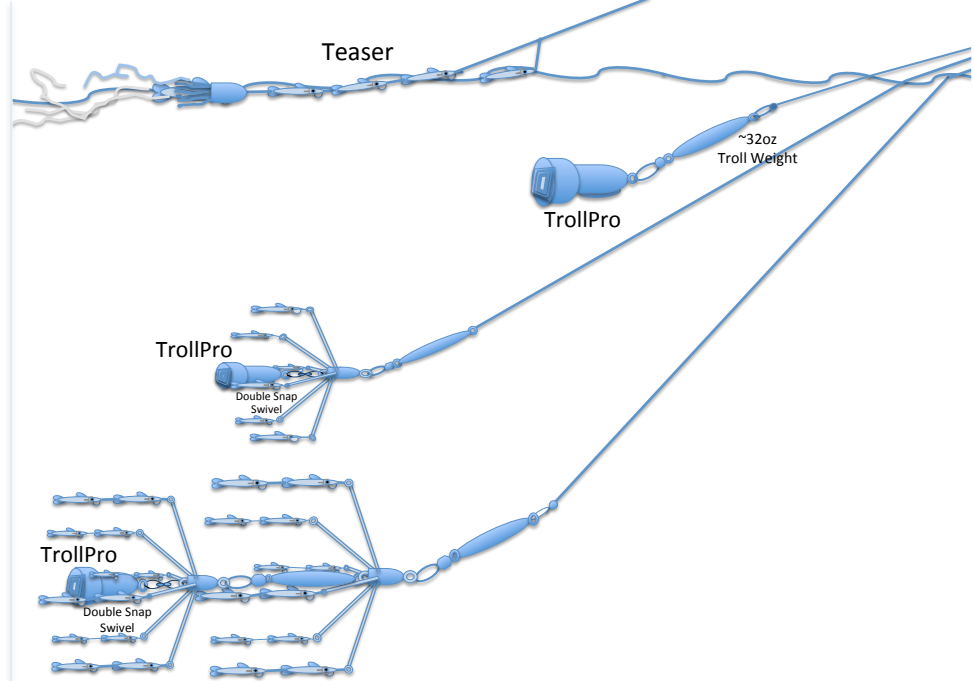 Teaser
~32oz
Troll Weight
TrollPro
TrollPro
Double Snap
Swivel
TrollPro
Double Snap
Swivel